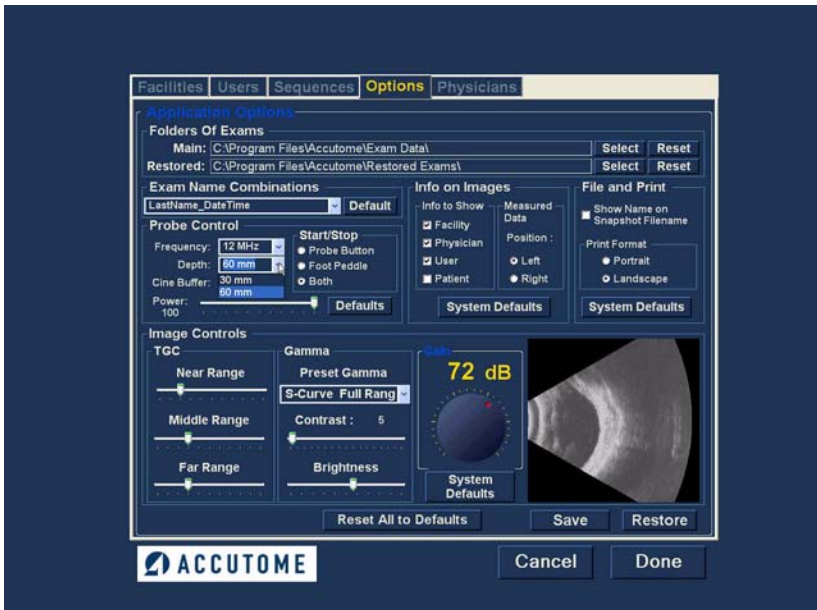 Facilities Users Sequences Options Physicians
Application Options
Folders Of Exams
Main: C:\Program Files\Accutome\Exam Data\ Select Reset
Restored: C:\Program Files\Accutome\Restored Exams\ Select Reset
Exam Name Combinations
LastName_DateTime Default
Info on Images
Info to Show
Facility
Physician
User
Patient
Measured Data
Position :
Left
Right
System Defaults
File and Print
Show Name on
Snapshot Filename
Print Format
Portrait
Landscape
System Defaults
Probe Control
Frequency: 12 MHz
Depth: 60 mm
30 mm
60 mm
Cine Buffer:
Power:
100
Start/Stop
Probe Button
Foot Peddle
Both
Defaults
Image Controls
TGC
Near Range
Middle Range
Far Range
Gamma
Preset Gamma
S-Curve Full Rang
Contrast : 5
Brightness
Gain
72 dB
System
Defaults
Reset All to Defaults Save Restore
ACCUTOME
Cancel Done